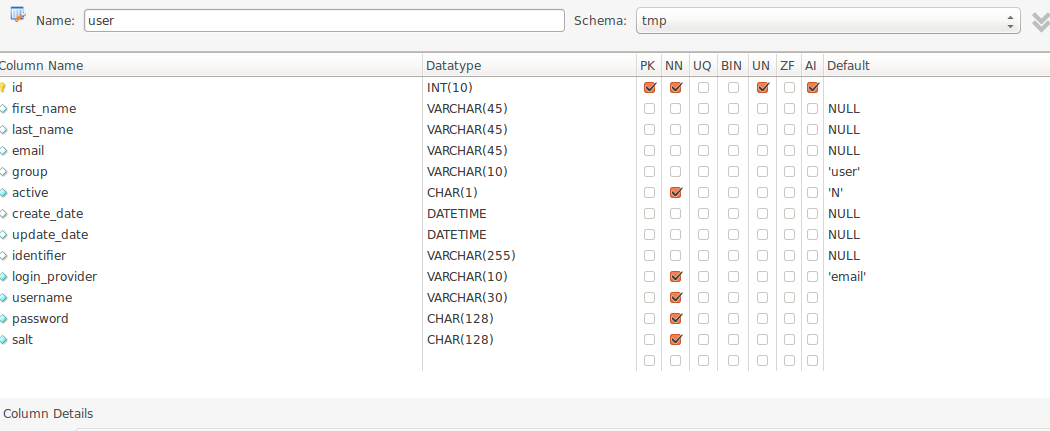 Name: user Schema: tmp
Column Name Datatype PK NN UQ BIN UN ZF AI Default
id INT(10)
first_name VARCHAR(45) NULL
last_name VARCHAR(45) NULL
email VARCHAR(45) NULL
group VARCHAR(10) 'user'
active CHAR(1) 'N'
create_date DATETIME NULL
update_date DATETIME NULL
identifier VARCHAR(255) NULL
login_provider VARCHAR(10) 'email'
username VARCHAR(30)
password CHAR(128)
salt CHAR(128)
Column Details